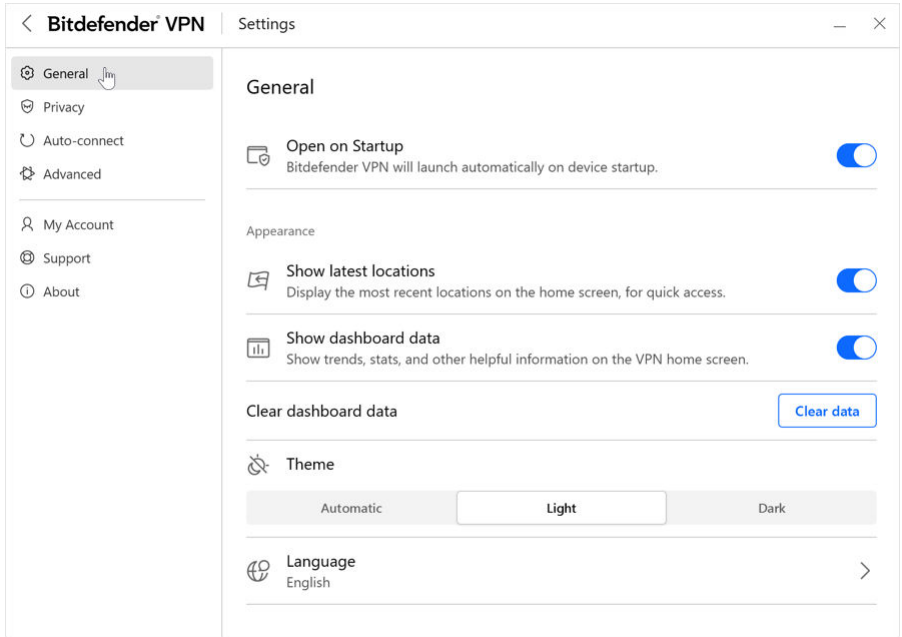 Bitdefender VPN
Settings
General
Privacy
Auto-connect
Advanced
My Account
Support
About
General
Open on Startup
Bitdefender VPN will launch automatically on device startup.
Appearance
Show latest locations
Display the most recent locations on the home screen, for quick access.
Show dashboard data
Show trends, stats, and other helpful information on the VPN home screen.
Clear dashboard data
Clear data
Theme
Automatic
Light
Dark
Language
English